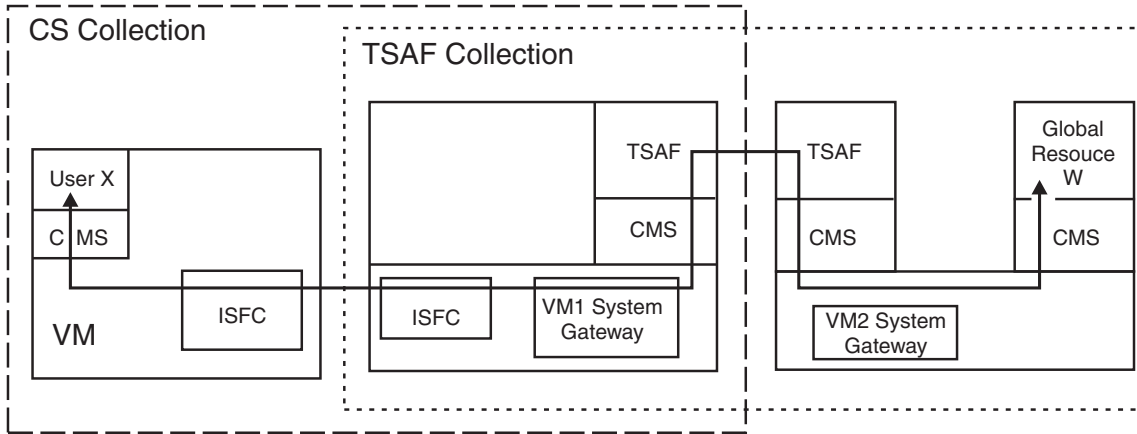 CS Collection
TSAF Collection
User X
C MS
VM
ISFC
TSAF
CMS
ISFC
VM1 System
Gateway
TSAF
CMS
VM2 System
Gateway
Global
Resouce
W
CMS